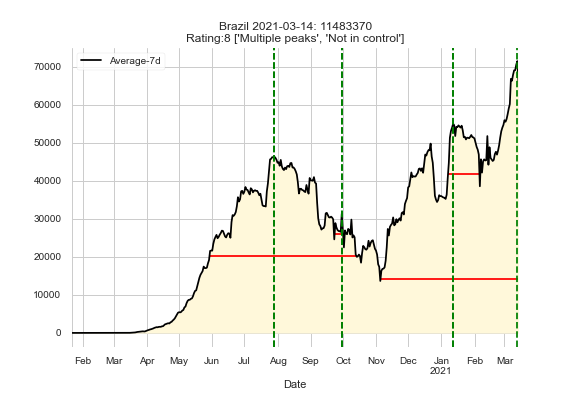 Brazil 2021-03-14: 11483370
Rating:8 ['Multiple peaks', 'Not in control']
Average-7d
70000
60000
50000
40000
30000
20000
10000
0
Feb Mar Apr May Jun Jul Aug Sep Oct Nov Dec Jan Feb Mar
2021
Date